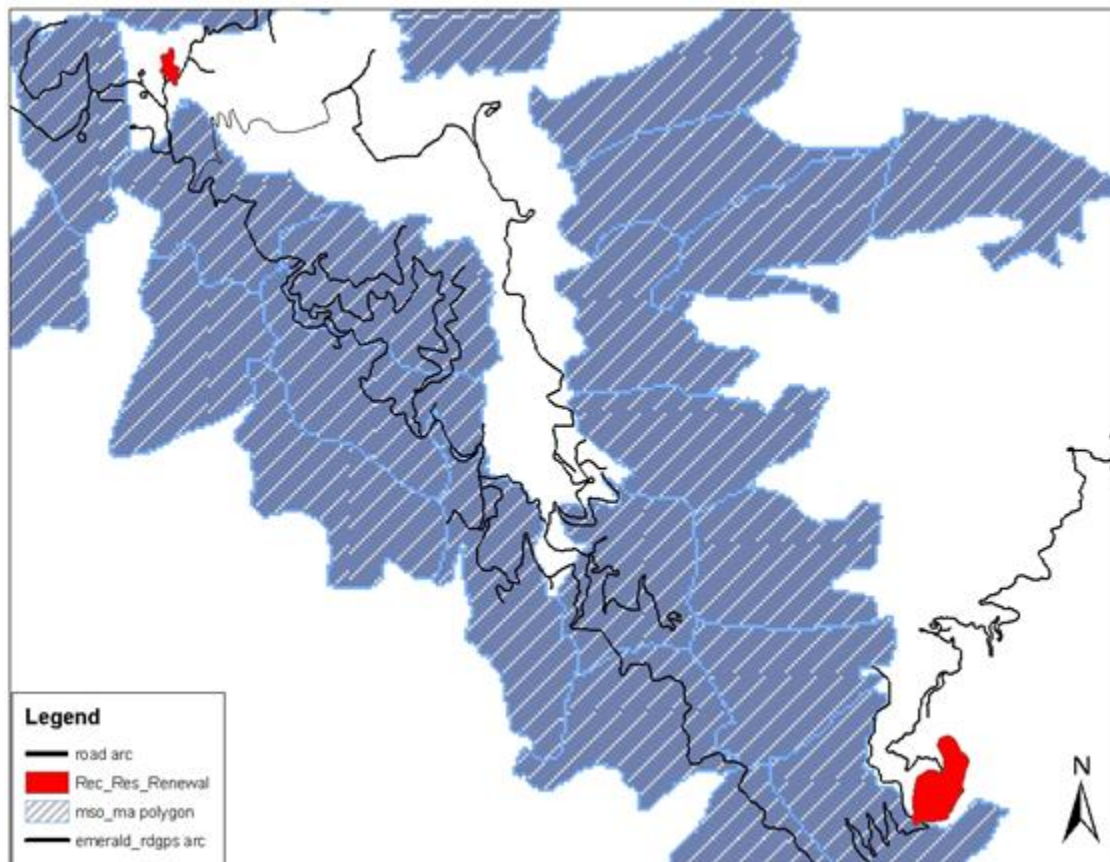 Legend
road arc
Rec_Res_Renewal
mso_ma polygon
emerald_rdgps arc
N